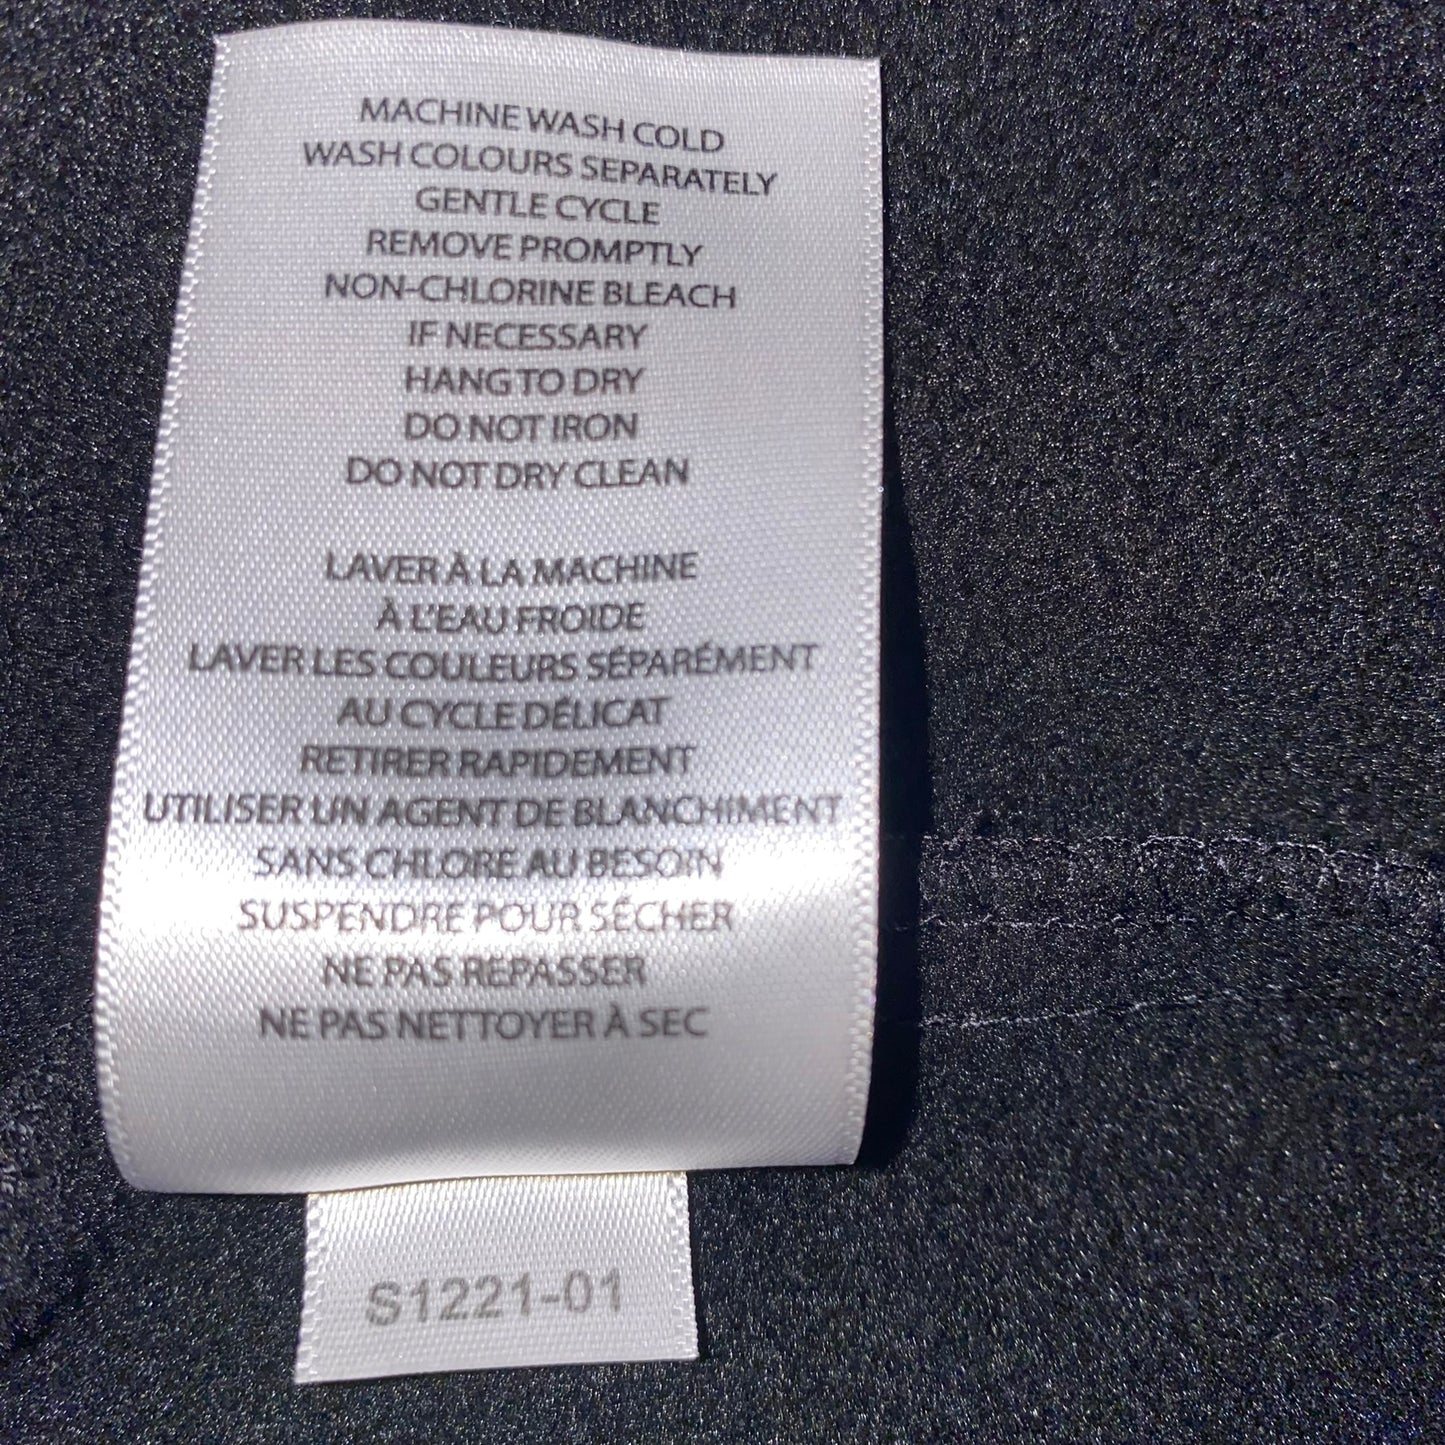 MACHINE WASH COLD
WASH COLOURS SEPARATELY
GENTLE CYCLE
REMOVE PROMPTLY
NON-CHLORINE BLEACH
IF NECESSARY
HANG TO DRY
DO NOT IRON
DO NOT DRY CLEAN
LAVER À LA MACHINE
À L'EAU FROIDE
LAVER LES COULEURS SÉPARÉMENT
AU CYCLE DÉLICAT
RETIRER RAPIDEMENT
UTILISER UN AGENT DE BLANCHIMENT
SANS CHLORE AU BESOIN
SUSPENDRE POUR SÉCHER
NE PAS REPASSER
NE PAS NETTOYER À SEC
S1221-01